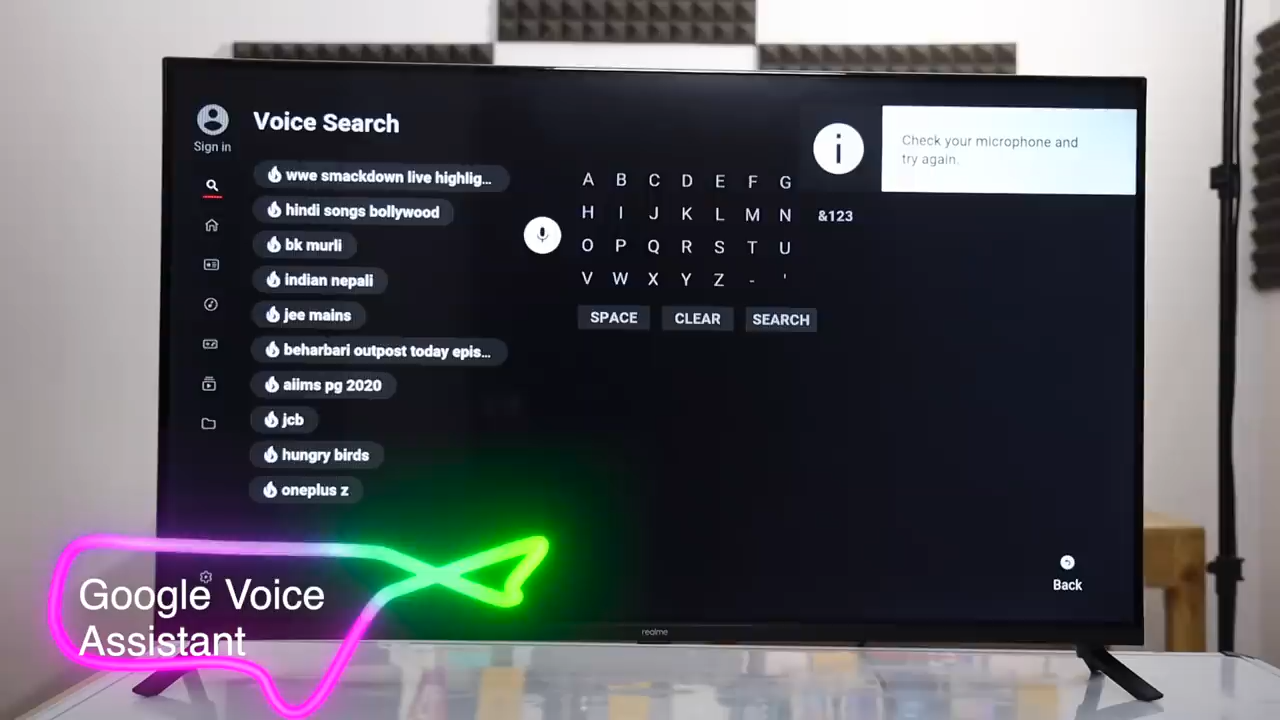 Sign in
Voice Search
wwe smackdown live highlig...
hindi songs bollywood
bk murli
indian nepali
jee mains
beharbari outpost today epis...
aiims pg 2020
jcb
hungry birds
oneplus z
A B C D E F G
H I J K L M N &123
O P Q R S T U
V W X Y Z - '
SPACE CLEAR SEARCH
i
Check your microphone and
try again.
Back
realme
Google Voice
Assistant